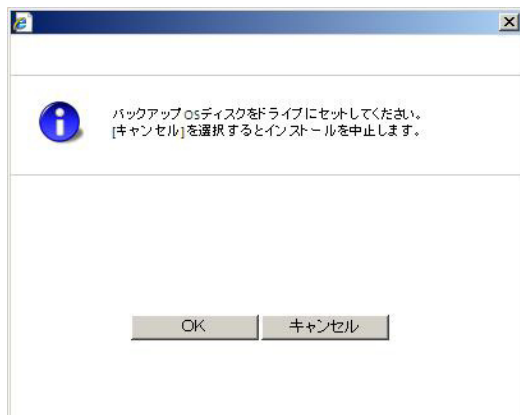 バックアップOSディスクをドライブにセットしてください。
[キャンセル]を選択するとインストールを中止します。
OK
キャンセル